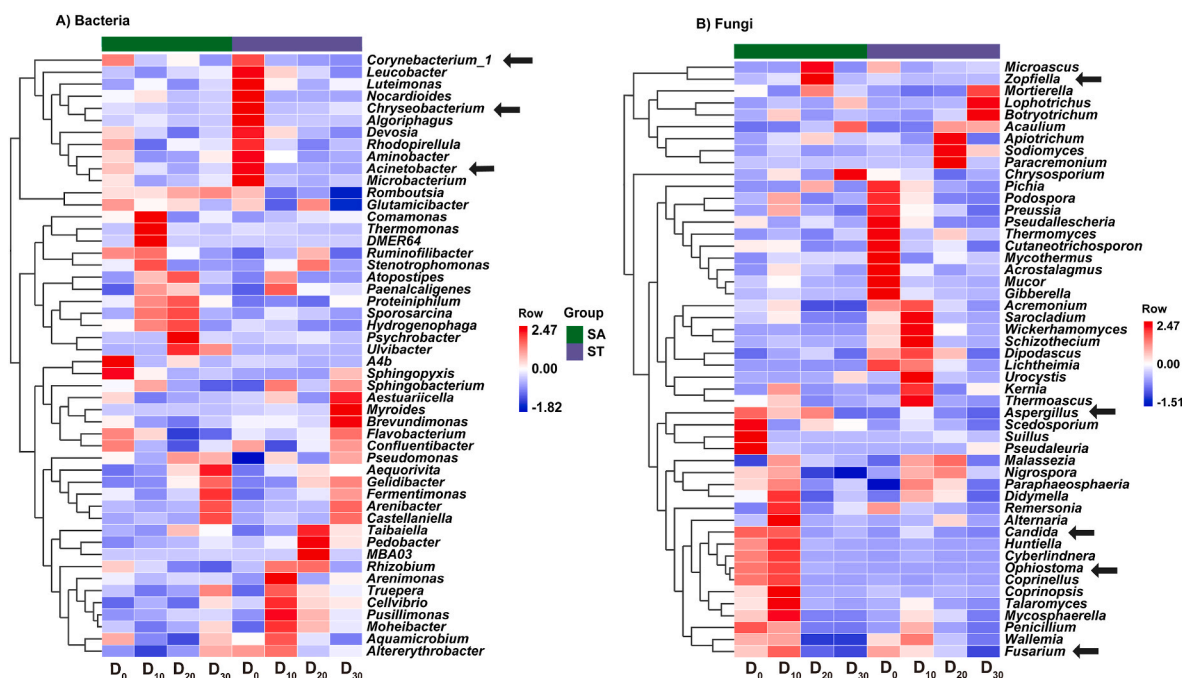 A) Bacteria
Corynebacterium_1
Leucobacter
Luteimonas
Nocardioides
Chryseobacterium
Algoriphagus
Devosia
Rhodopirellula
Aminobacter
Acinetobacter
Microbacterium
Romboutsia
Glutamicibacter
Comamonas
Thermomonas
DMER64
Ruminofilibacter
Stenotrophomonas
Atopostipes
Paenalcaligenes
Proteiniphilum
Sporosarcina
Hydrogenophaga
Psychrobacter
Ulvibacter
A4b
Sphingopyxis
Sphingobacterium
Aestuariicella
Myroides
Brevundimonas
Flavobacterium
Confluentibacter
Pseudomonas
Aequorivita
Gelidibacter
Fermentimonas
Arenibacter
Castellaniella
Taibaiella
Pedobacter
MBA03
Rhizobium
Arenimonas
Truepera
Cellvibrio
Pusillimonas
Moheibacter
Aquamicrobium
Altererythrobacter
D0 D10 D20 D30 D0 D10 D20 D30
Row Group
2.47 SA
ST
0.00
-1.82
B) Fungi
Microascus
Zopfiella
Mortierella
Lophotrichus
Botryotrichum
Acaulium
Apiotrichum
Sodiomyces
Paracremonium
Chrysosporium
Pichia
Podospora
Preussia
Pseudallescheria
Thermomyces
Cutaneotrichosporon
Mycothermus
Acrostalagmus
Mucor
Gibberella
Acremonium
Sarocladium
Wickerhamomyces
Schizothecium
Dipodascus
Lichtheimia
Urocystis
Kernia
Thermoascus
Aspergillus
Scedosporium
Suillus
Pseudaleuria
Malassezia
Nigrospora
Paraphaeosphaeria
Didymella
Remersonia
Alternaria
Candida
Huntiella
Cyberlindnera
Ophiostoma
Coprinellus
Coprinopsis
Talaromyces
Mycosphaerella
Penicillium
Wallemia
Fusarium
D0 D10 D20 D30 D0 D10 D20 D30
Row
2.47
0.00
-1.51